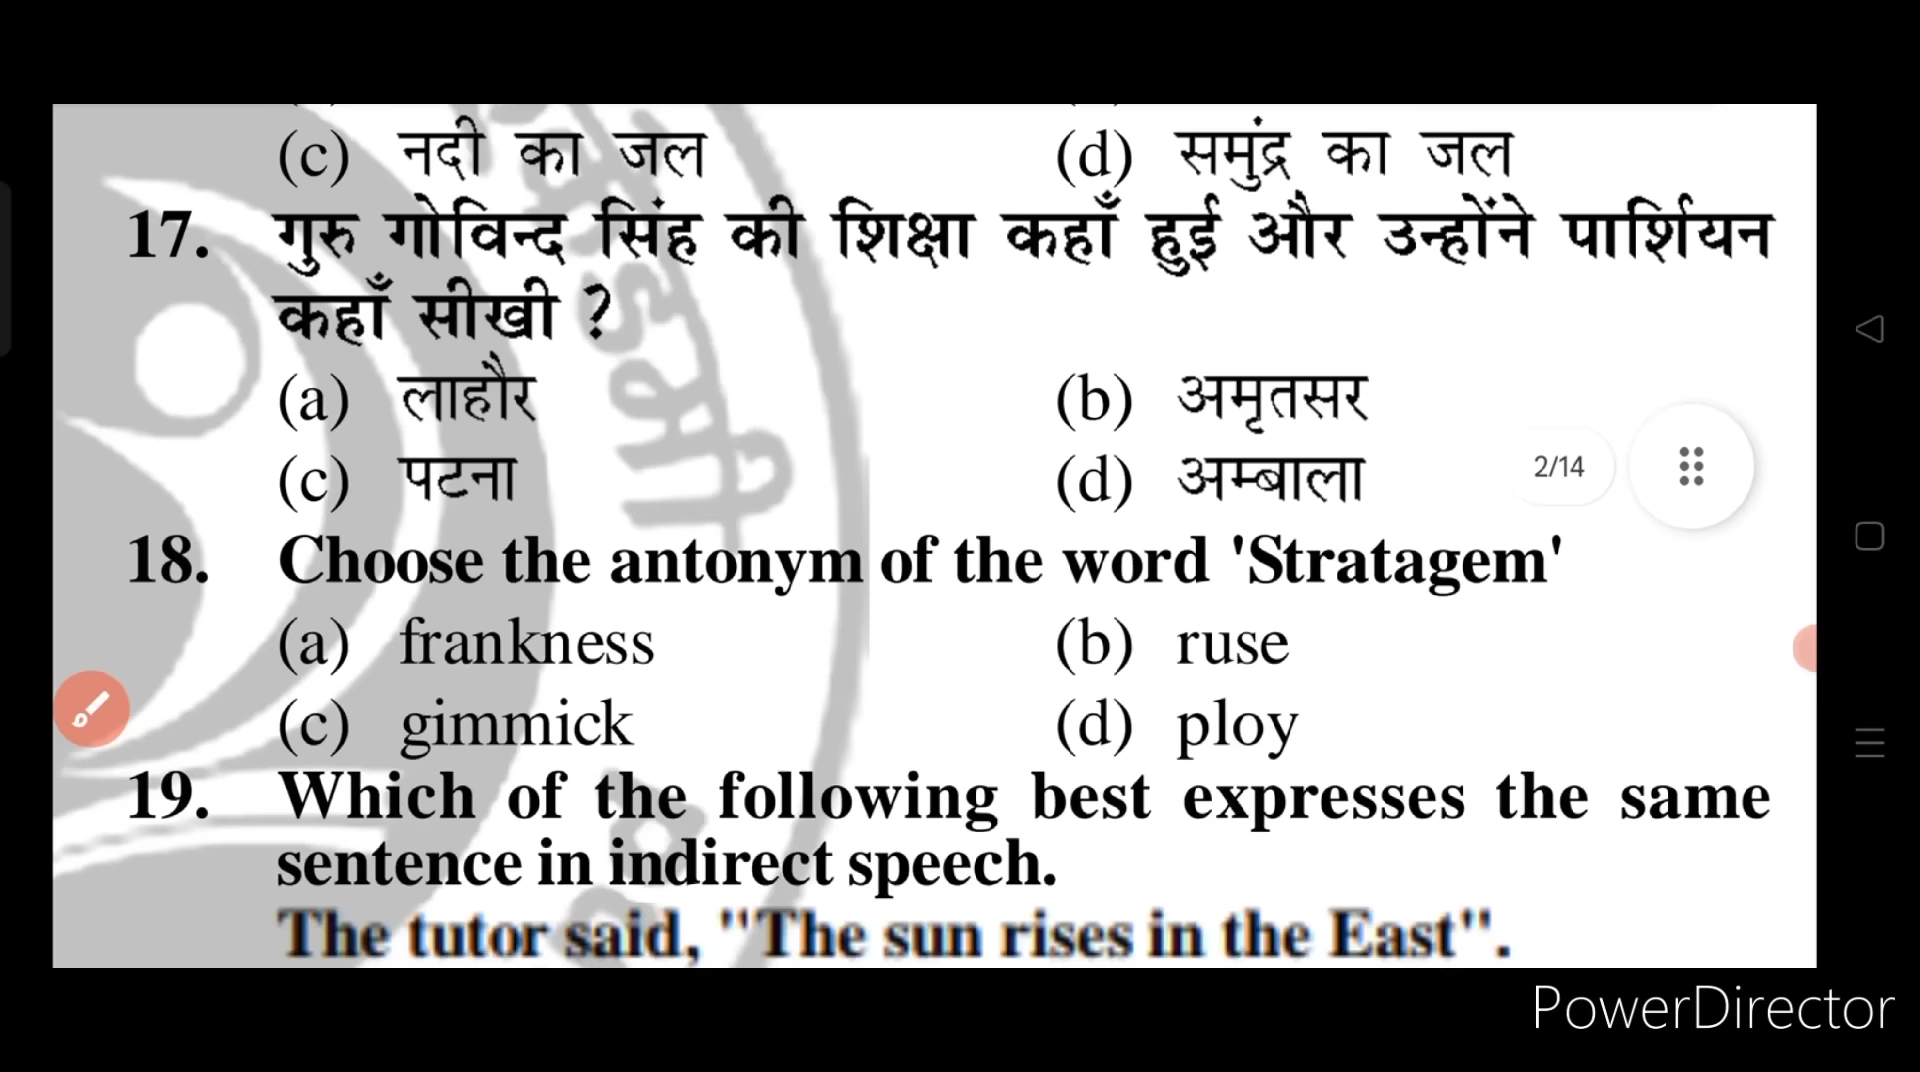 (c) नदी का जल (d) समुंद्र का जल
17. गुरु गोविन्द सिंह की शिक्षा कहाँ हुई और उन्होंने पार्शियन
कहाँ सीखी ?
(a) लाहौर (b) अमृतसर
(c) पटना (d) अम्बाला
2/14
18. Choose the antonym of the word 'Stratagem'
(a) frankness (b) ruse
(c) gimmick (d) ploy
19. Which of the following best expresses the same
sentence in indirect speech.
The tutor said, "The sun rises in the East".
PowerDirector